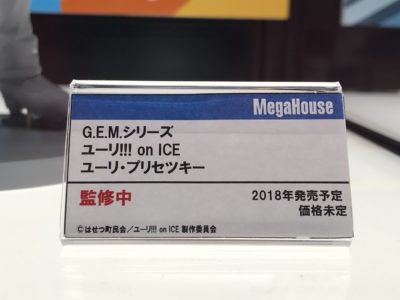 MegaHouse
G.E.M.シリーズ
ユーリ!!! on ICE
ユーリ・プリセツキー
監修中
2018年発売予定
価格未定
©はせつ町民会／ユーリ!!! on ICE 製作委員会